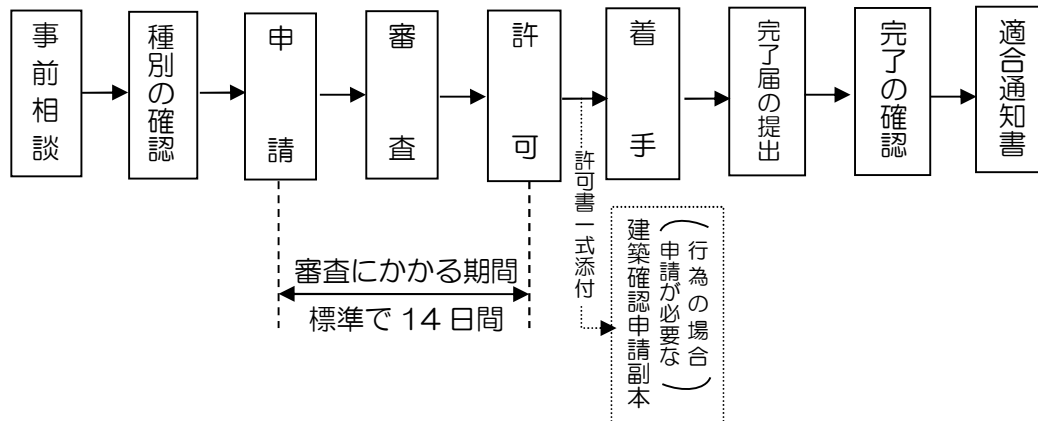 事前相談
種別の確認
申請
審査
許可
着手
完了届の提出
完了の確認
適合通知書
許可書一式添付
審査にかかる期間
標準で 14 日間
建築確認申請副本
(申請が必要な
行為の場合)